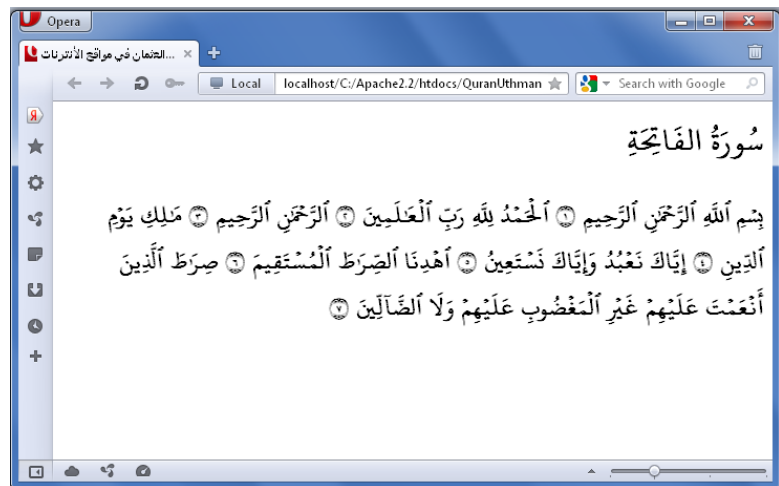 Opera
العثمان في مواقع الأنترنات...
Local localhost/C:/Apache2.2/htdocs/QuranUthman Search with Google
سُورَةُ الفَاتِحَةِ
بِسْمِ ٱللَّهِ ٱلرَّحْمَٰنِ ٱلرَّحِيمِ ۝١ ٱلْحَمْدُ لِلَّهِ رَبِّ ٱلْعَٰلَمِينَ ۝٢ ٱلرَّحْمَٰنِ ٱلرَّحِيمِ ۝٣ مَٰلِكِ يَوْمِ
ٱلدِّينِ ۝٤ إِيَّاكَ نَعْبُدُ وَإِيَّاكَ نَسْتَعِينُ ۝٥ ٱهْدِنَا ٱلصِّرَٰطَ ٱلْمُسْتَقِيمَ ۝٦ صِرَٰطَ ٱلَّذِينَ
أَنْعَمْتَ عَلَيْهِمْ غَيْرِ ٱلْمَغْضُوبِ عَلَيْهِمْ وَلَا ٱلضَّآلِّينَ ۝٧